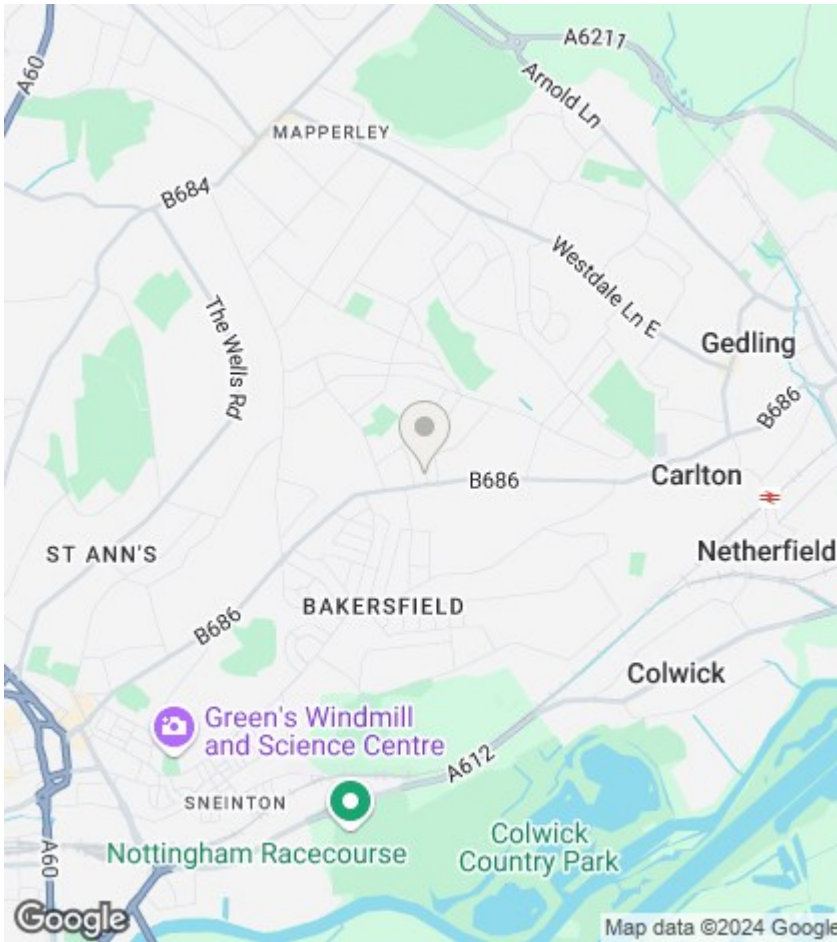 A6211
A60
Arnold Ln
MAPPERLEY
B684
Westdale Ln E
The Wells Rd
Gedling
B686
B686
Carlton
ST ANN'S
Netherfield
BAKERSFIELD
B686
Colwick
Green's Windmill
and Science Centre
A612
SNEINTON
Colwick
Country Park
Nottingham Racecourse
A60
Google
Map data ©2024 Google